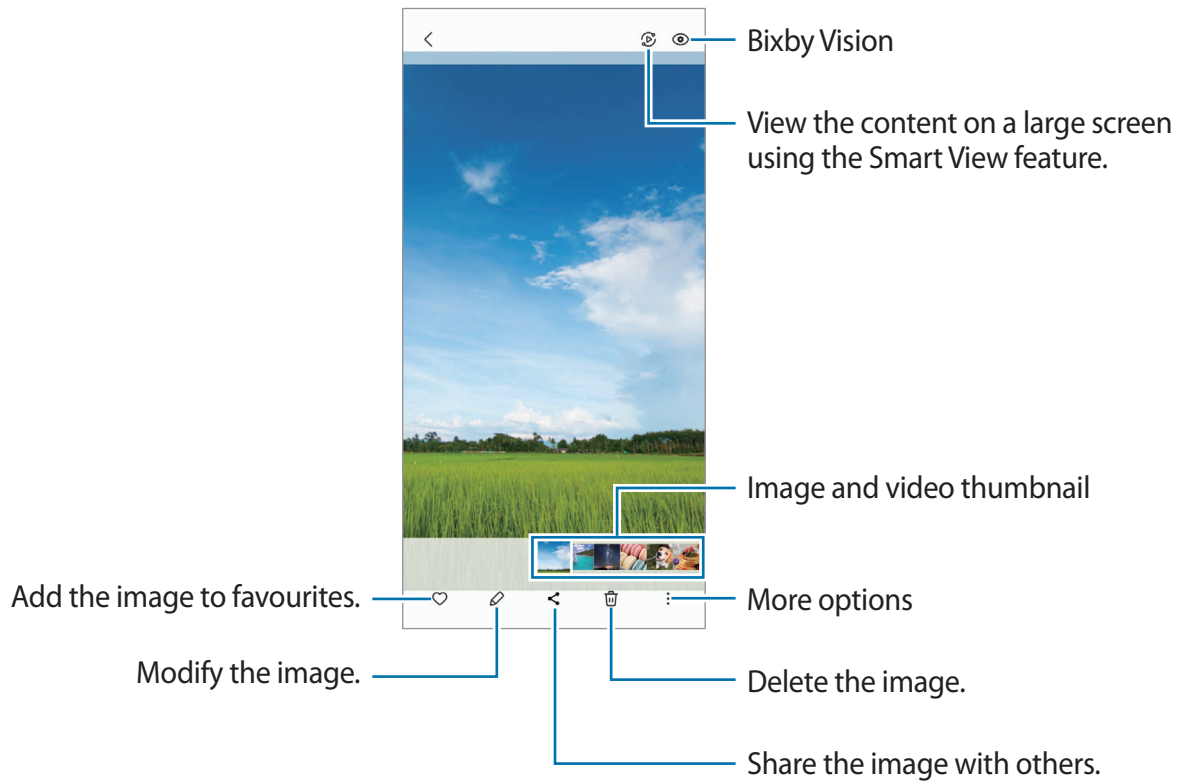 Bixby Vision
View the content on a large screen
using the Smart View feature.
Image and video thumbnail
Add the image to favourites.
More options
Modify the image.
Delete the image.
Share the image with others.